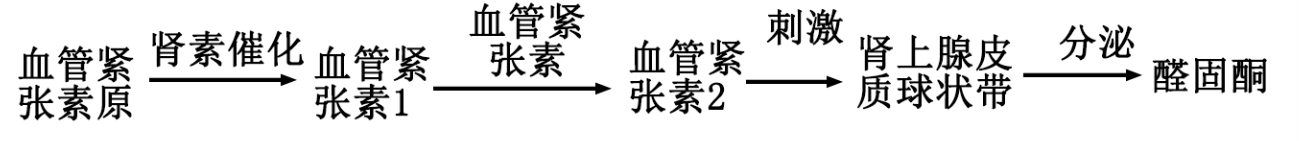 血管紧
张素原
肾素催化
血管紧
张素1
血管紧
张素
血管紧
张素2
刺激
肾上腺皮
质球状带
分泌
醛固酮